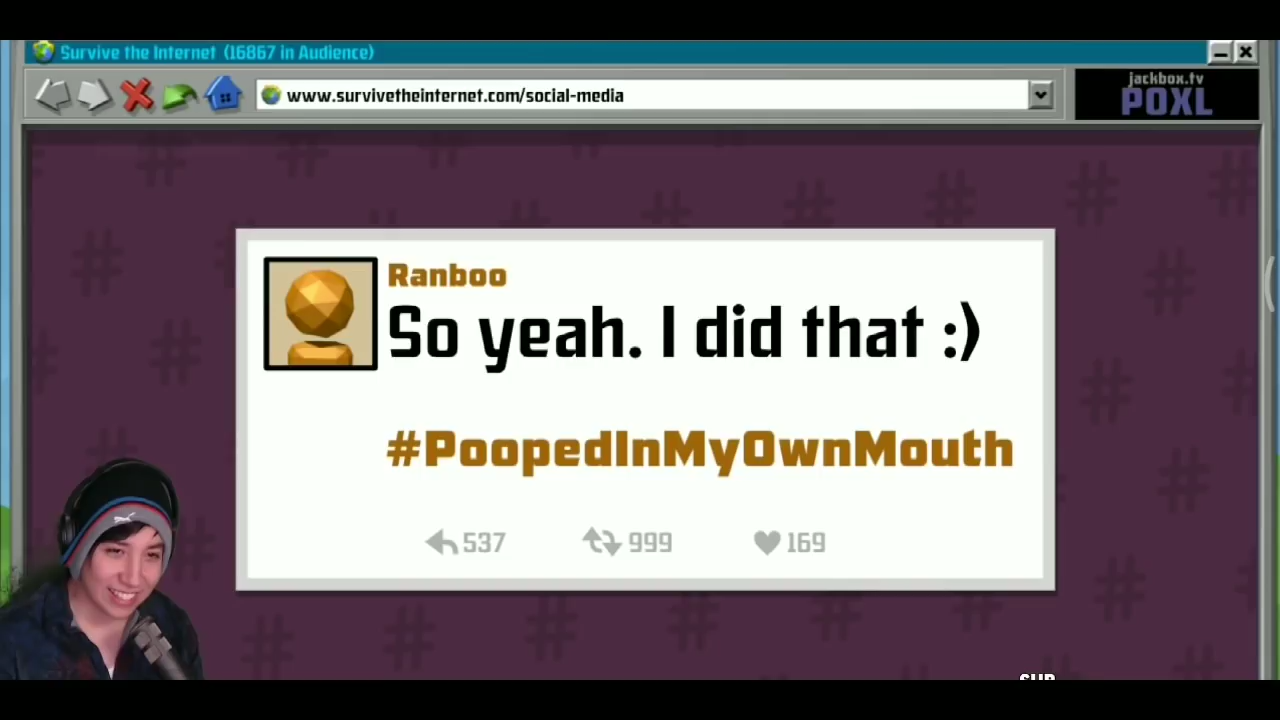 Survive the Internet (16867 in Audience)
www.survivetheinternet.com/social-media
jackbox.tv
POXL
Ranboo
So yeah. I did that :)
#PoopedInMyOwnMouth
537 999 169